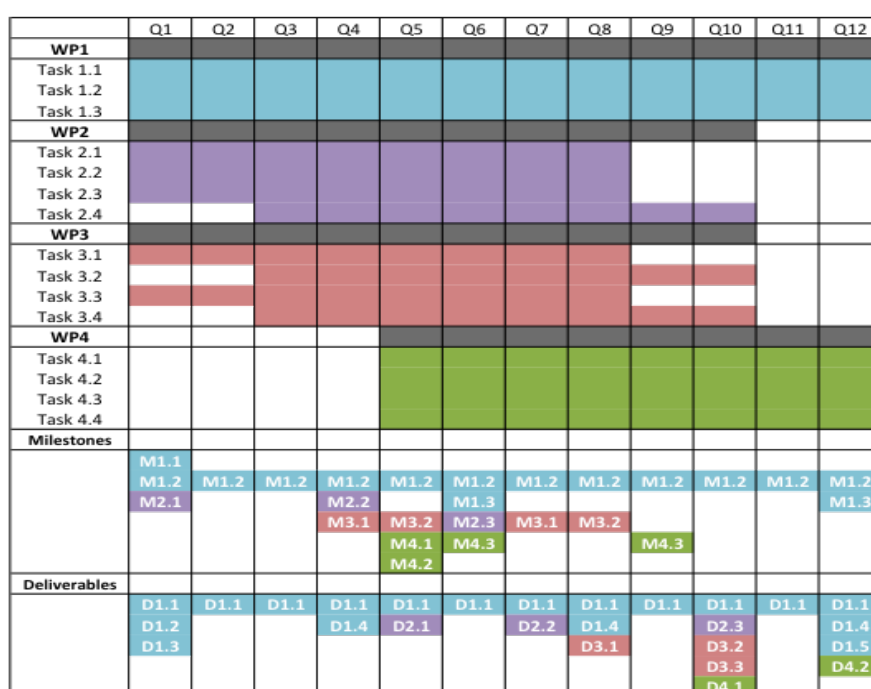 Q1 Q2 Q3 Q4 Q5 Q6 Q7 Q8 Q9 Q10 Q11 Q12
WP1
Task 1.1
Task 1.2
Task 1.3
WP2
Task 2.1
Task 2.2
Task 2.3
Task 2.4
WP3
Task 3.1
Task 3.2
Task 3.3
Task 3.4
WP4
Task 4.1
Task 4.2
Task 4.3
Task 4.4
Milestones
M1.1
M1.2 M1.2 M1.2 M1.2 M1.2 M1.2 M1.2 M1.2 M1.2 M1.2 M1.2 M1.2
M2.1 M2.2 M1.3 M1.3
M3.1 M3.2 M2.3 M3.1 M3.2
M4.1 M4.3 M4.3
M4.2
Deliverables
D1.1 D1.1 D1.1 D1.1 D1.1 D1.1 D1.1 D1.1 D1.1 D1.1 D1.1 D1.1
D1.2 D1.4 D2.1 D2.2 D1.4 D2.3 D1.4
D1.3 D3.1 D3.2 D1.5
D3.3 D4.2
D4.1